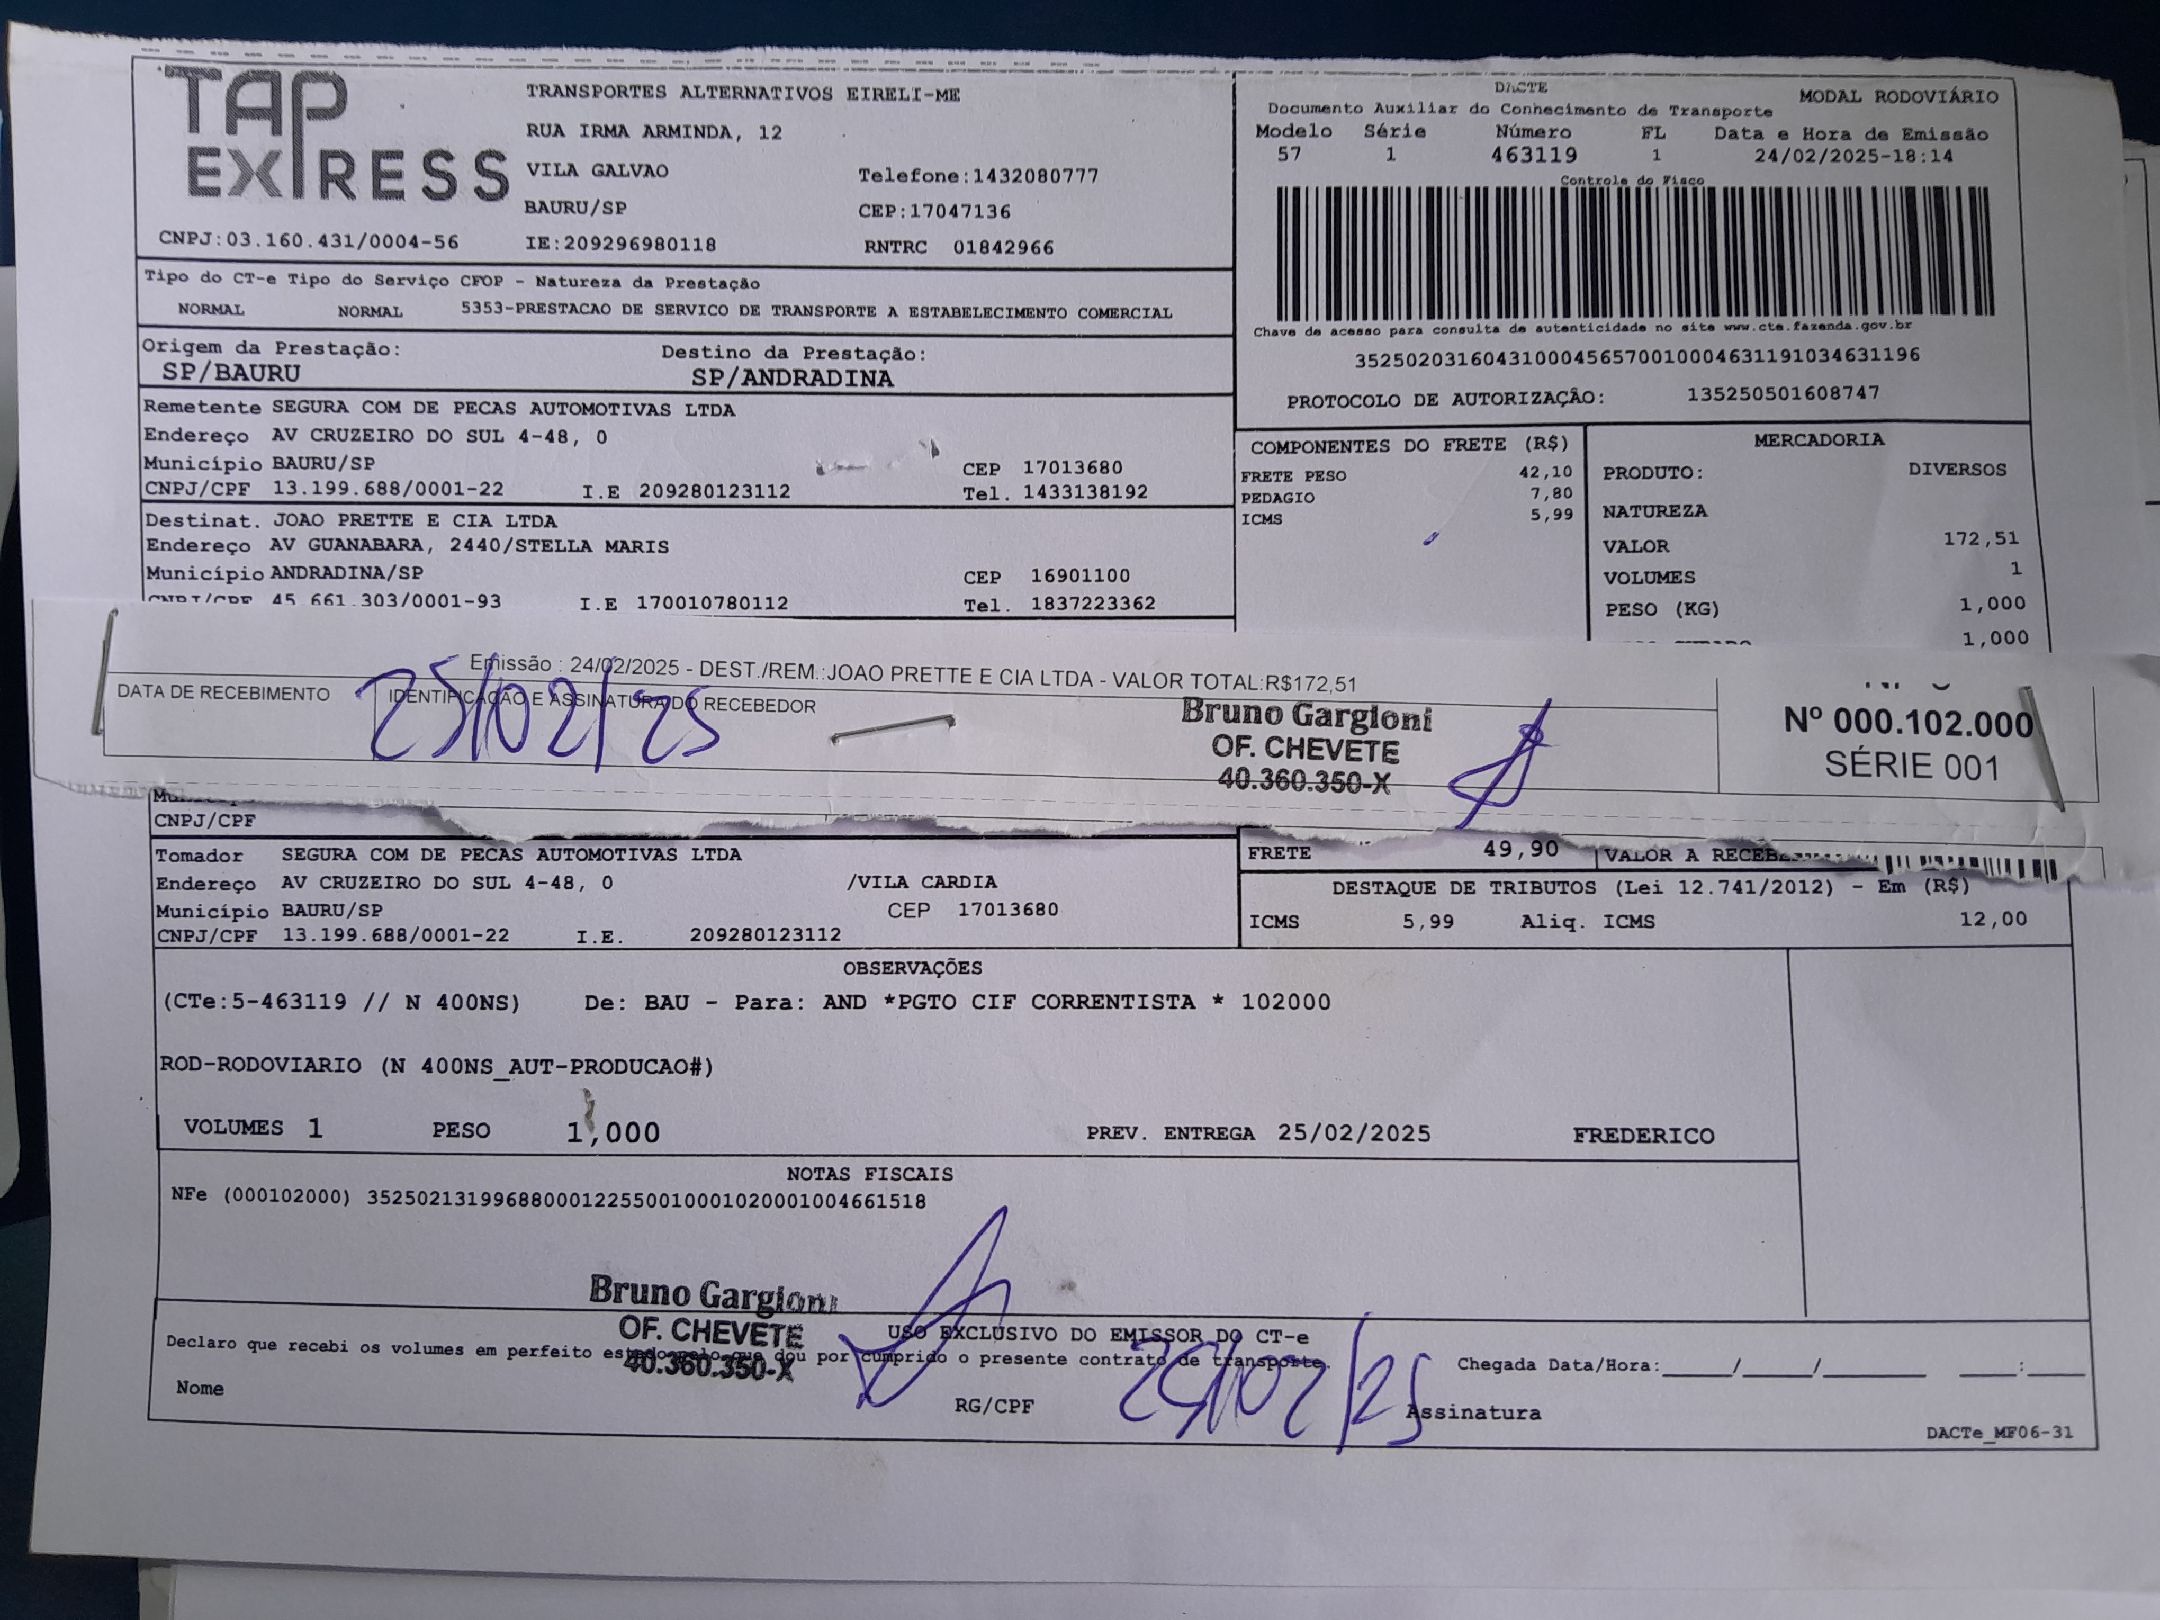 TAP EXPRESS
TRANSPORTES ALTERNATIVOS EIRELI-ME
RUA IRMA ARMINDA, 12
VILA GALVAO Telefone:1432080777
BAURU/SP CEP:17047136
CNPJ:03.160.431/0004-56 IE:209296980118 RNTRC 01842966
DACTE MODAL RODOVIÁRIO
Documento Auxiliar do Conhecimento de Transporte
Modelo Série Número FL Data e Hora de Emissão
57 1 463119 1 24/02/2025-18:14
Controle do Fisco
Chave de acesso para consulta de autenticidade no site www.cte.fazenda.gov.br
35250203160431000456570010004631191034631196
PROTOCOLO DE AUTORIZAÇÃO: 135250501608747
Tipo do CT-e Tipo do Serviço CFOP - Natureza da Prestação
NORMAL NORMAL 5353-PRESTACAO DE SERVICO DE TRANSPORTE A ESTABELECIMENTO COMERCIAL
Origem da Prestação: Destino da Prestação:
SP/BAURU SP/ANDRADINA
Remetente SEGURA COM DE PECAS AUTOMOTIVAS LTDA
Endereço AV CRUZEIRO DO SUL 4-48, 0
Município BAURU/SP CEP 17013680
CNPJ/CPF 13.199.688/0001-22 I.E 209280123112 Tel. 1433138192
Destinat. JOAO PRETTE E CIA LTDA
Endereço AV GUANABARA, 2440/STELLA MARIS
Município ANDRADINA/SP CEP 16901100
CNPJ/CPF 45.661.303/0001-93 I.E 170010780112 Tel. 1837223362
COMPONENTES DO FRETE (R$)
FRETE PESO 42,10
PEDAGIO 7,80
ICMS 5,99
MERCADORIA
PRODUTO: DIVERSOS
NATUREZA
VALOR 172,51
VOLUMES 1
PESO (KG) 1,000
1,000
Emissão : 24/02/2025 - DEST./REM.:JOAO PRETTE E CIA LTDA - VALOR TOTAL:R$172,51
DATA DE RECEBIMENTO IDENTIFICAÇÃO E ASSINATURA DO RECEBEDOR
25/02/25
Bruno Gargioni
OF. CHEVETE
40.360.350-X
Nº 000.102.000
SÉRIE 001
CNPJ/CPF
Tomador SEGURA COM DE PECAS AUTOMOTIVAS LTDA
Endereço AV CRUZEIRO DO SUL 4-48, 0 /VILA CARDIA
Município BAURU/SP CEP 17013680
CNPJ/CPF 13.199.688/0001-22 I.E. 209280123112
FRETE 49,90 VALOR A RECEB
DESTAQUE DE TRIBUTOS (Lei 12.741/2012) - Em (R$)
ICMS 5,99 Aliq. ICMS 12,00
OBSERVAÇÕES
(CTe:5-463119 // N 400NS) De: BAU - Para: AND *PGTO CIF CORRENTISTA * 102000
ROD-RODOVIARIO (N 400NS_AUT-PRODUCAO#)
VOLUMES 1 PESO 1,000 PREV. ENTREGA 25/02/2025 FREDERICO
NOTAS FISCAIS
NFe (000102000) 35250213199688000122550010001020001004661518
Bruno Gargioni
OF. CHEVETE
40.360.350-X
USO EXCLUSIVO DO EMISSOR DO CT-e
Declaro que recebi os volumes em perfeito estado pelo que dou por cumprido o presente contrato de transporte.
Chegada Data/Hora:____/____/______ ____:____
Nome RG/CPF 25/02/25 Assinatura
DACTe_MF06-31